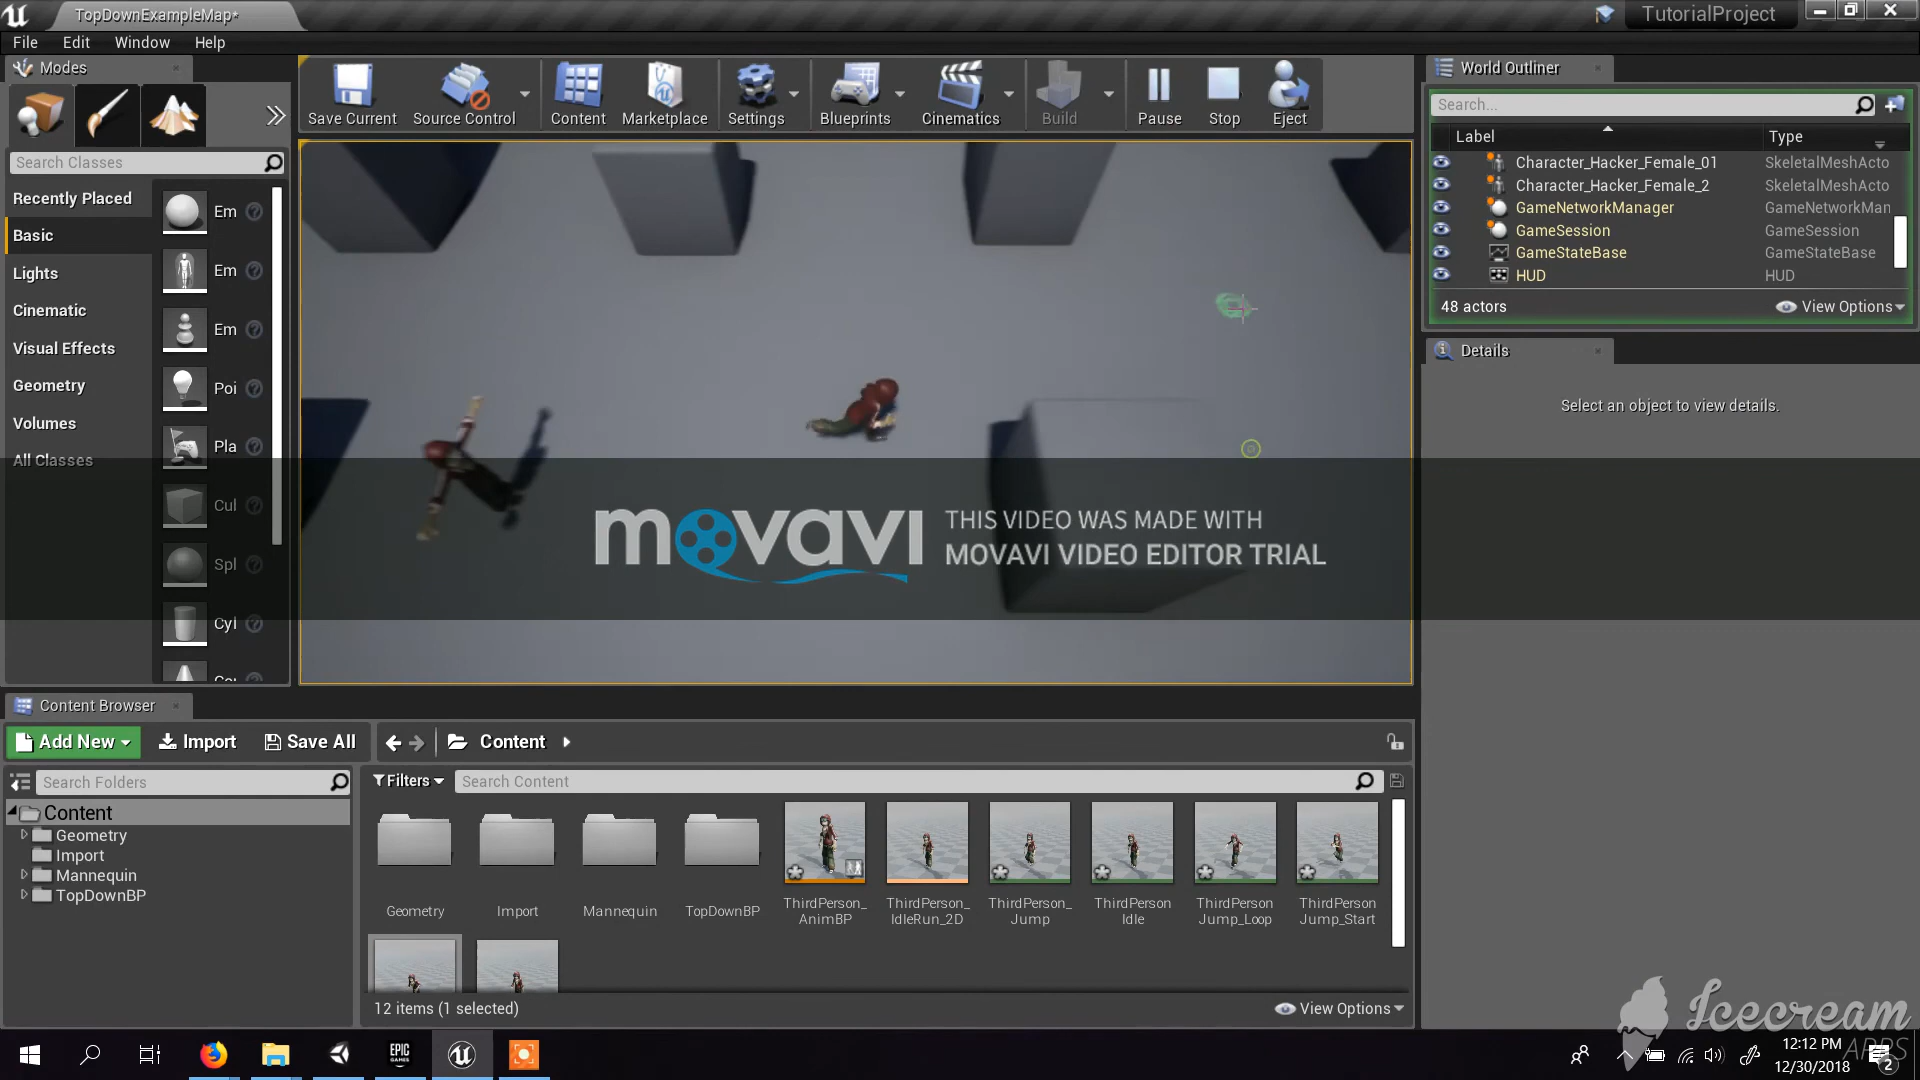 TopDownExampleMap*
TutorialProject
File Edit Window Help
Modes
Save Current
Source Control
Content
Marketplace
Settings
Blueprints
Cinematics
Build
Pause
Stop
Eject
World Outliner
Search...
Label
Type
Search Classes
Recently Placed
Basic
Lights
Cinematic
Visual Effects
Geometry
Volumes
All Classes
Em
Em
Em
Poi
Pla
Cul
Spl
Cyl
Character_Hacker_Female_01 SkeletalMeshActo
Character_Hacker_Female_2 SkeletalMeshActo
GameNetworkManager GameNetworkMan
GameSession GameSession
GameStateBase GameStateBase
HUD HUD
48 actors
View Options
Details
Select an object to view details.
movavi
THIS VIDEO WAS MADE WITH
MOVAVI VIDEO EDITOR TRIAL
Content Browser
Add New
Import
Save All
Content
Search Folders
Filters
Search Content
Content
Geometry
Import
Mannequin
TopDownBP
Geometry
Import
Mannequin
TopDownBP
ThirdPerson_
AnimBP
ThirdPerson_
IdleRun_2D
ThirdPerson_
Jump
ThirdPerson
Idle
ThirdPerson
Jump_Loop
ThirdPerson
Jump_Start
12 items (1 selected)
View Options
Icecream
APPS
EPIC
GAMES
12:12 PM
12/30/2018
2